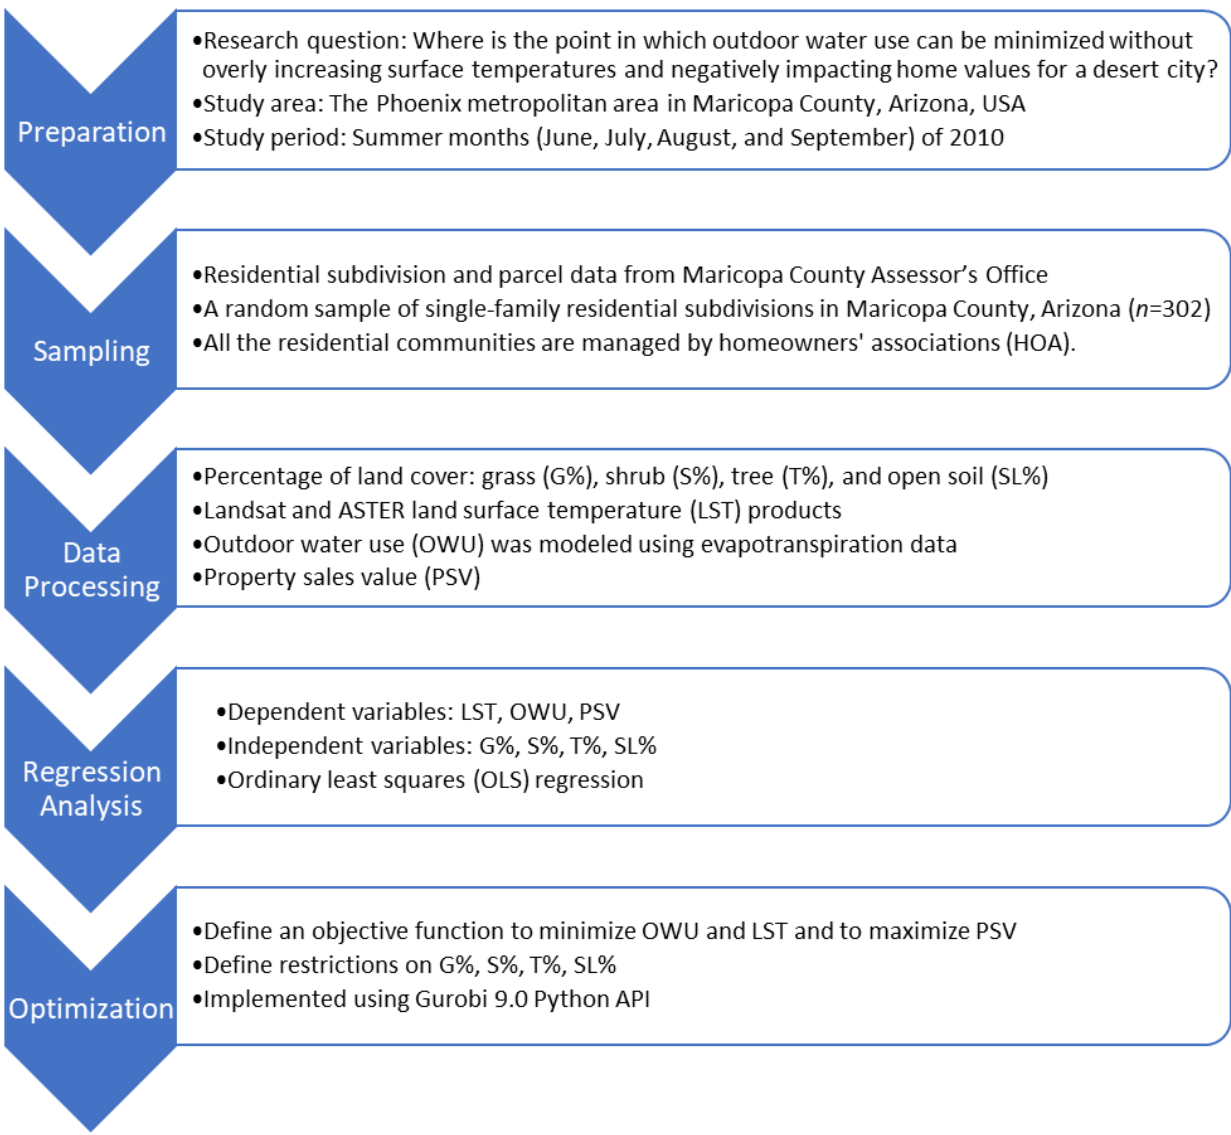 Preparation
•Research question: Where is the point in which outdoor water use can be minimized without
overly increasing surface temperatures and negatively impacting home values for a desert city?
•Study area: The Phoenix metropolitan area in Maricopa County, Arizona, USA
•Study period: Summer months (June, July, August, and September) of 2010
Sampling
•Residential subdivision and parcel data from Maricopa County Assessor’s Office
•A random sample of single-family residential subdivisions in Maricopa County, Arizona (n=302)
•All the residential communities are managed by homeowners' associations (HOA).
Data
Processing
•Percentage of land cover: grass (G%), shrub (S%), tree (T%), and open soil (SL%)
•Landsat and ASTER land surface temperature (LST) products
•Outdoor water use (OWU) was modeled using evapotranspiration data
•Property sales value (PSV)
Regression
Analysis
•Dependent variables: LST, OWU, PSV
•Independent variables: G%, S%, T%, SL%
•Ordinary least squares (OLS) regression
Optimization
•Define an objective function to minimize OWU and LST and to maximize PSV
•Define restrictions on G%, S%, T%, SL%
•Implemented using Gurobi 9.0 Python API